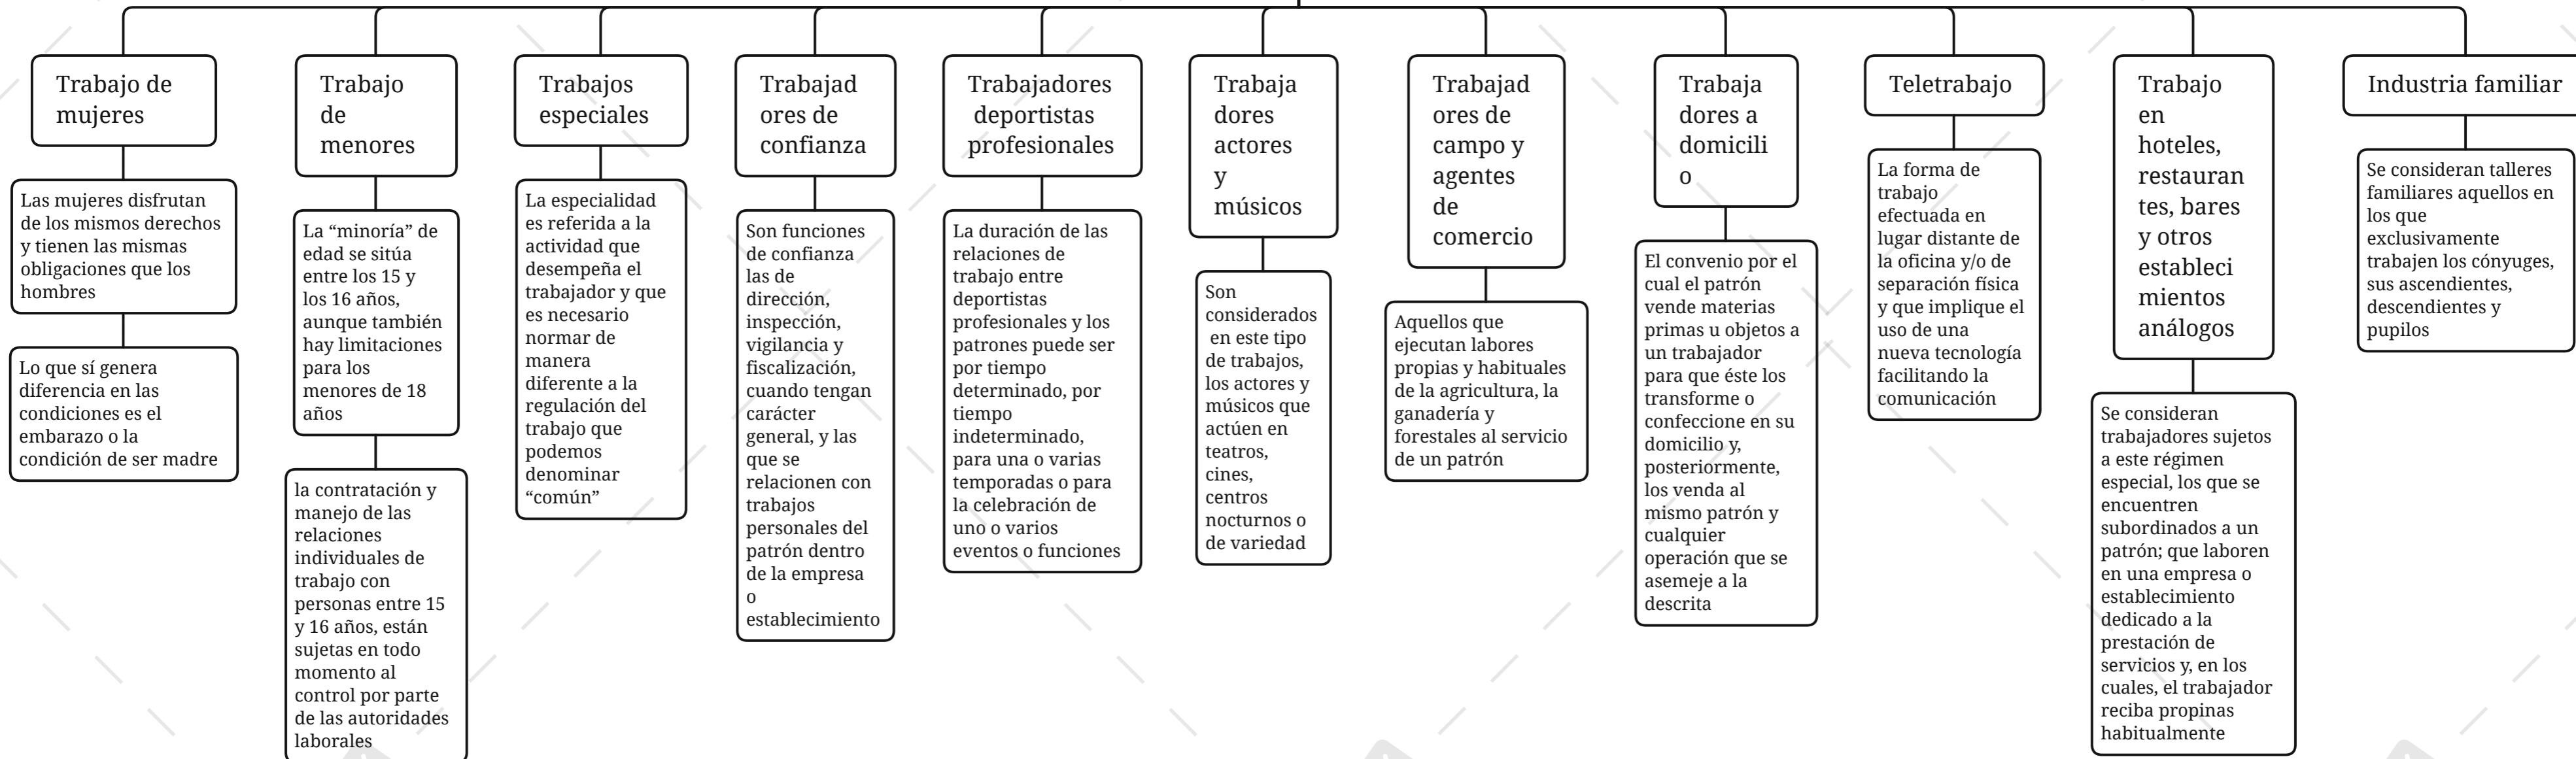 Trabajo de
mujeres
Las mujeres disfrutan
de los mismos derechos
y tienen las mismas
obligaciones que los
hombres
Lo que sí genera
diferencia en las
condiciones es el
embarazo o la
condición de ser madre
Trabajo
de
menores
La “minoría” de
edad se sitúa
entre los 15 y
los 16 años,
aunque también
hay limitaciones
para los
menores de 18
años
la contratación y
manejo de las
relaciones
individuales de
trabajo con
personas entre 15
y 16 años, están
sujetas en todo
momento al
control por parte
de las autoridades
laborales
Trabajos
especiales
La especialidad
es referida a la
actividad que
desempeña el
trabajador y que
es necesario
normar de
manera
diferente a la
regulación del
trabajo que
podemos
denominar
“común”
Trabajad
ores de
confianza
Son funciones
de confianza
las de
dirección,
inspección,
vigilancia y
fiscalización,
cuando tengan
carácter
general, y las
que se
relacionen con
trabajos
personales del
patrón dentro
de la empresa
o
establecimiento
Trabajadores
deportistas
profesionales
La duración de las
relaciones de
trabajo entre
deportistas
profesionales y los
patrones puede ser
por tiempo
determinado, por
tiempo
indeterminado,
para una o varias
temporadas o para
la celebración de
uno o varios
eventos o funciones
Trabaja
dores
actores
y
músicos
Son
considerados
en este tipo
de trabajos,
los actores y
músicos que
actúen en
teatros,
cines,
centros
nocturnos o
de variedad
Trabajad
ores de
campo y
agentes
de
comercio
Aquellos que
ejecutan labores
propias y habituales
de la agricultura, la
ganadería y
forestales al servicio
de un patrón
Trabaja
dores a
domicili
o
El convenio por el
cual el patrón
vende materias
primas u objetos a
un trabajador
para que éste los
transforme o
confeccione en su
domicilio y,
posteriormente,
los venda al
mismo patrón y
cualquier
operación que se
asemeje a la
descrita
Teletrabajo
La forma de
trabajo
efectuada en
lugar distante de
la oficina y/o de
separación física
y que implique el
uso de una
nueva tecnología
facilitando la
comunicación
Trabajo
en
hoteles,
restauran
tes, bares
y otros
estableci
mientos
análogos
Se consideran
trabajadores sujetos
a este régimen
especial, los que se
encuentren
subordinados a un
patrón; que laboren
en una empresa o
establecimiento
dedicado a la
prestación de
servicios y, en los
cuales, el trabajador
reciba propinas
habitualmente
Industria familiar
Se consideran talleres
familiares aquellos en
los que
exclusivamente
trabajen los cónyuges,
sus ascendientes,
descendientes y
pupilos